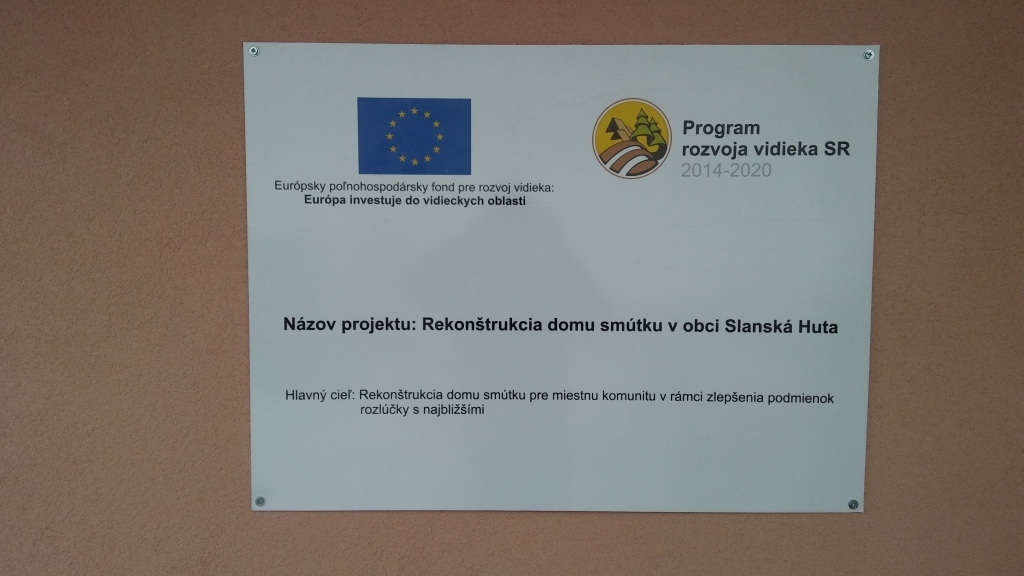 Program
rozvoja vidieka SR
2014-2020
Európsky poľnohospodársky fond pre rozvoj vidieka:
Európa investuje do vidieckych oblasti
Názov projektu: Rekonštrukcia domu smútku v obci Slanská Huta
Hlavný cieľ: Rekonštrukcia domu smútku pre miestnu komunitu v rámci zlepšenia podmienok
rozlúčky s najbližšími